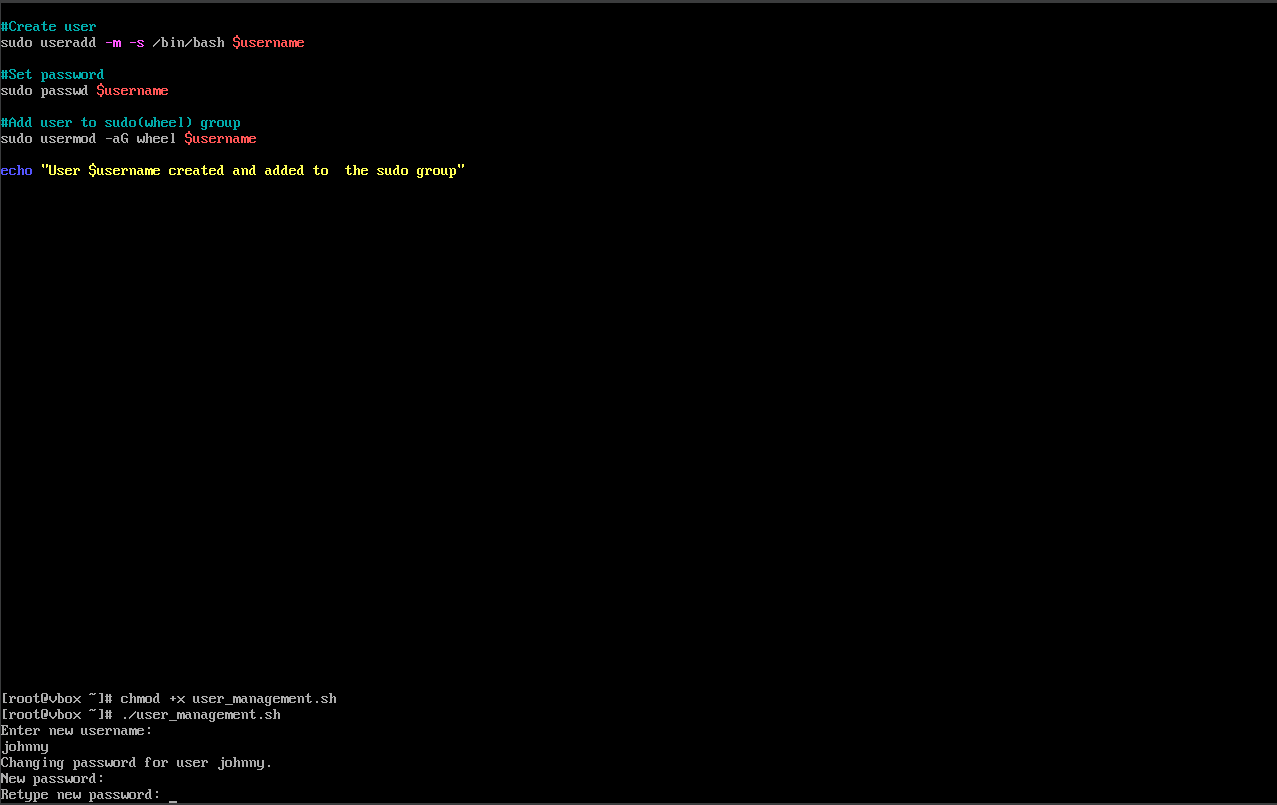 #Create user
sudo useradd -m -s /bin/bash $username
#Set password
sudo passwd $username
#Add user to sudo(wheel) group
sudo usermod -aG wheel $username
echo "User $username created and added to  the sudo group"
[root@vbox ~]# chmod +x user_management.sh
[root@vbox ~]# ./user_management.sh
Enter new username:
johnny
Changing password for user johnny.
New password:
Retype new password: _